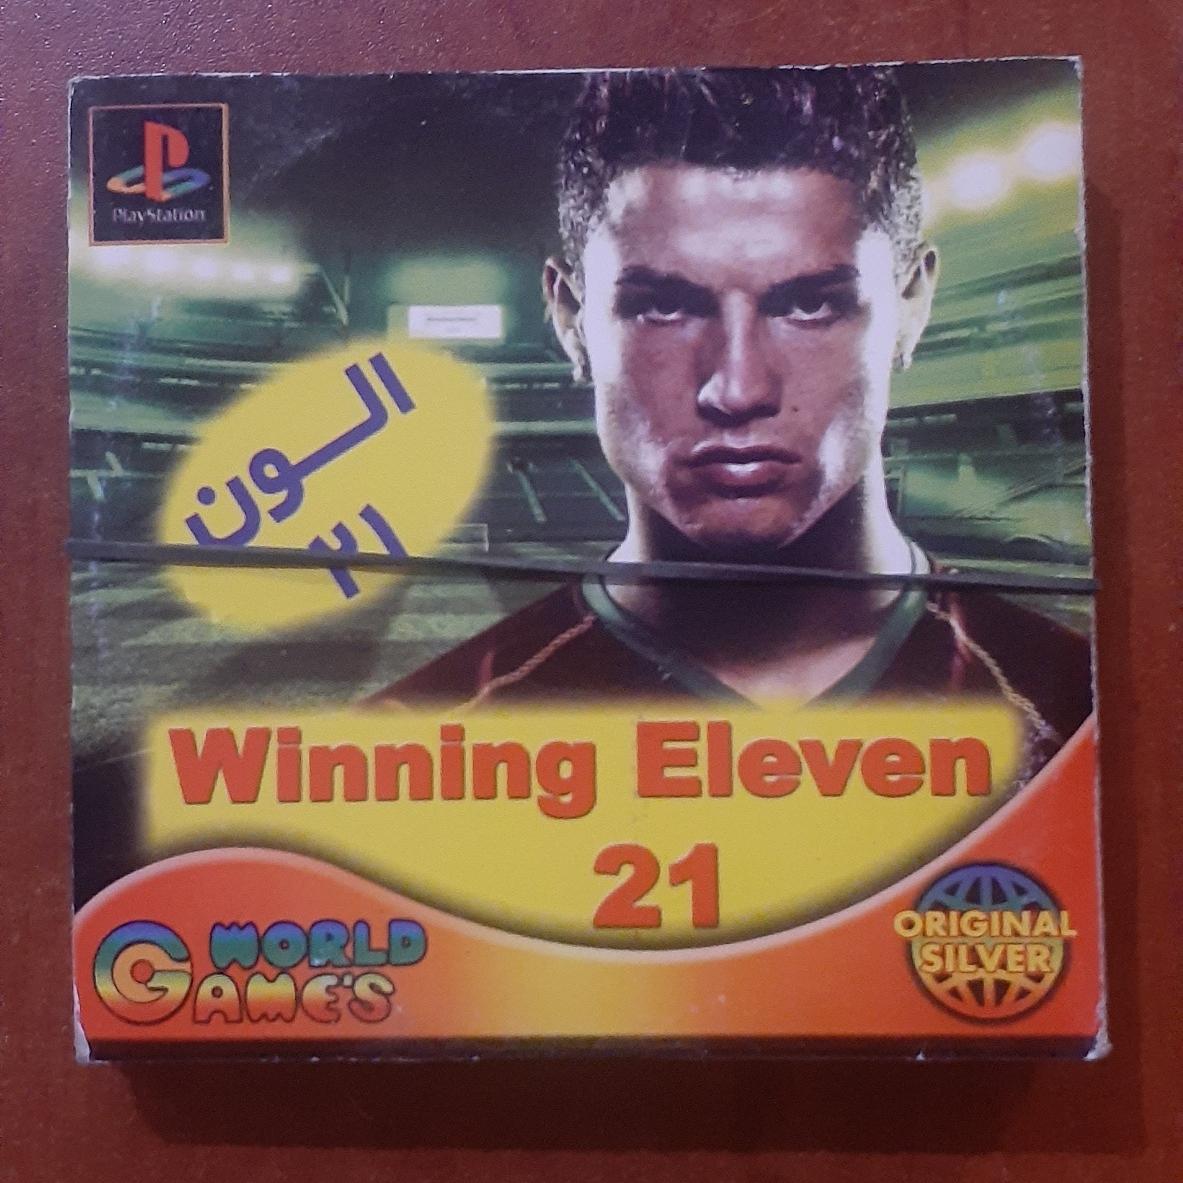 PlayStation
الون
٢١
Winning Eleven
21
WORLD
GAME'S
ORIGINAL
SILVER